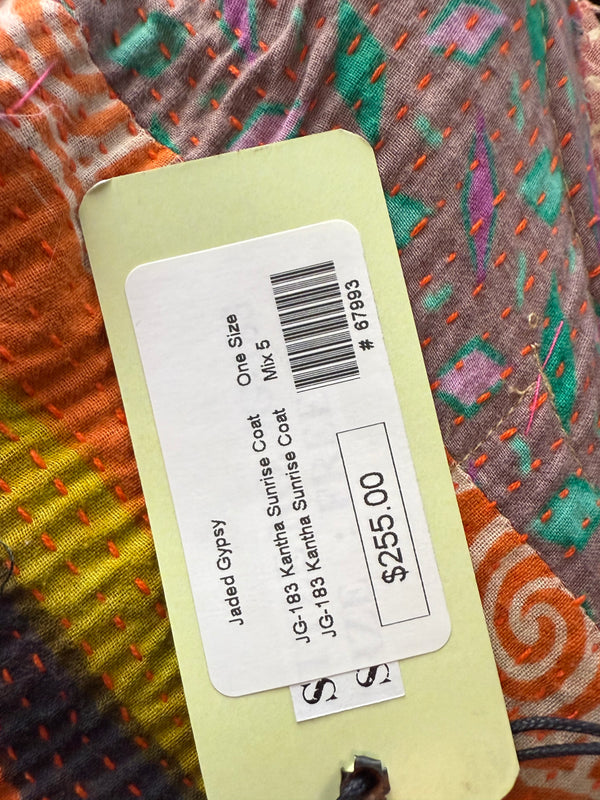 Jaded Gypsy
One Size
Mix 5
JG-183 Kantha Sunrise Coat
JG-183 Kantha Sunrise Coat
# 67993
$255.00
S
S